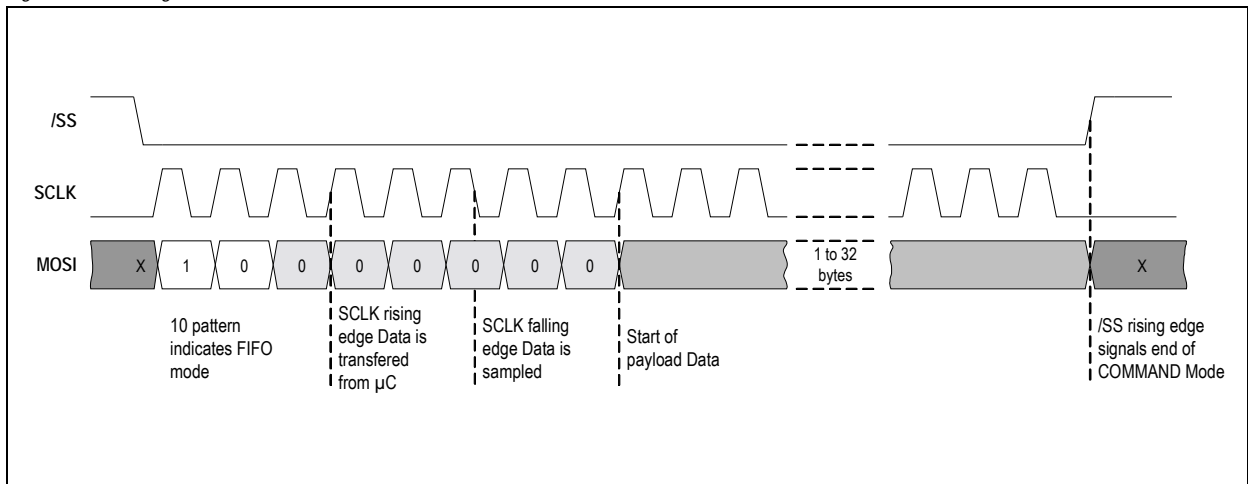 /SS
SCLK
MOSI
X 1 0 0 0 0 0 0 0
1 to 32
bytes
X
10 pattern
indicates FIFO
mode
SCLK rising
edge Data is
transfered
from µC
SCLK falling
edge Data is
sampled
Start of
payload Data
/SS rising edge
signals end of
COMMAND Mode